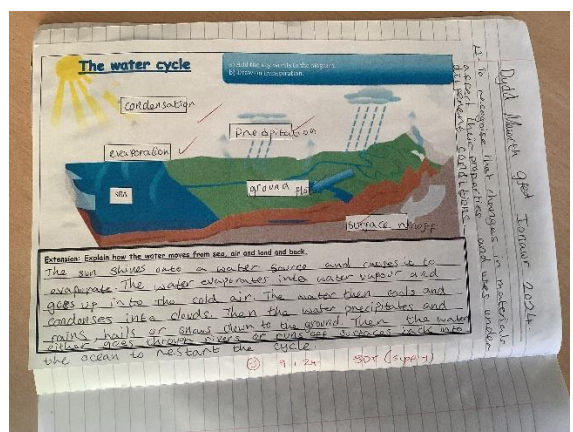 The water cycle
a) Add the key words to the diagram.
b) Draw on evaporation.
condensation
precipitation
evaporation
SEA
ground
surface runoff
Extension: Explain how the water moves from sea, air and land and back.
The sun shines onto a water source and causes it to
evaporate. The water evaporates into water vapour and
goes up into the cold air. The water then cools and
condenses into clouds. Then the water precipitates and
rains, hails or snows down to the ground. Then the water
either goes through rivers or runs off surfaces back into
the ocean to restart the cycle.
Dydd Mawrth 9fed Ionawr 2024
A- To recognise that changes in materials
affect their properties and uses under
different conditions.
9.1.24
(supply)